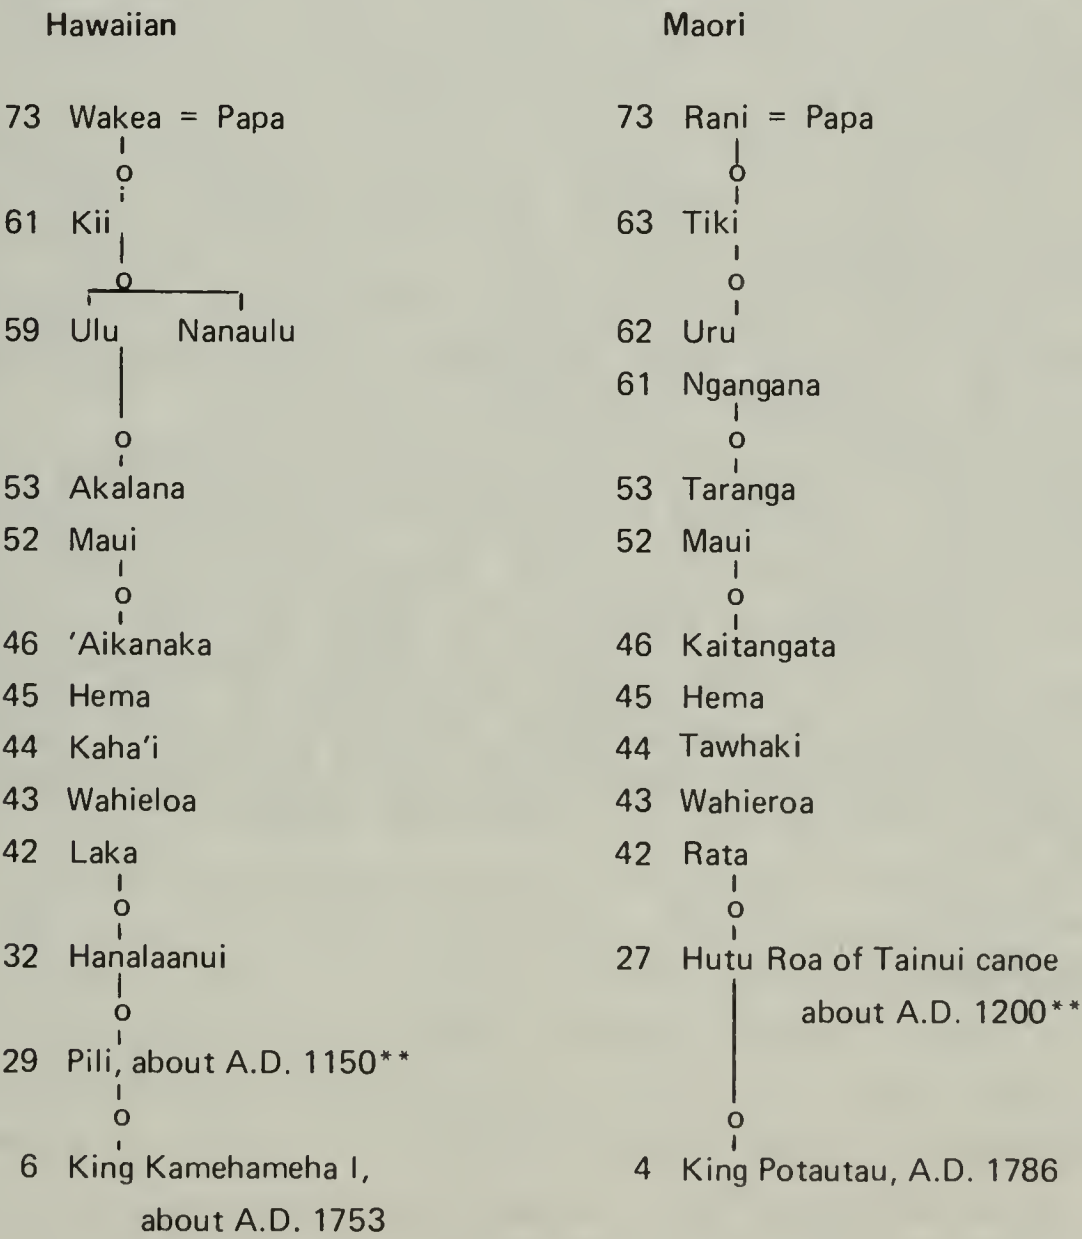 Hawaiian
73 Wakea = Papa
o
61 Kii
o
59 Ulu Nanaulu
o
53 Akalana
52 Maui
o
46 'Aikanaka
45 Hema
44 Kaha'i
43 Wahieloa
42 Laka
o
32 Hanalaanui
o
29 Pili, about A.D. 1150**
o
6 King Kamehameha I,
about A.D. 1753
Maori
73 Rani = Papa
o
63 Tiki
o
62 Uru
61 Ngangana
o
53 Taranga
52 Maui
o
46 Kaitangata
45 Hema
44 Tawhaki
43 Wahieroa
42 Rata
o
27 Hutu Roa of Tainui canoe
about A.D. 1200**
o
4 King Potautau, A.D. 1786